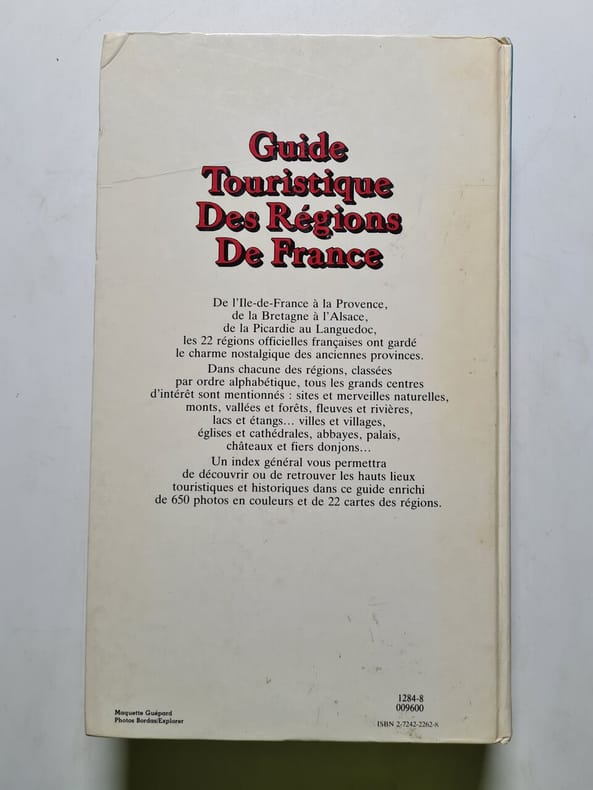 Guide
Touristique
Des Régions
De France
De l'Ile-de-France à la Provence,
de la Bretagne à l'Alsace,
de la Picardie au Languedoc,
les 22 régions officielles françaises ont gardé
le charme nostalgique des anciennes provinces.
Dans chacune des régions, classées
par ordre alphabétique, tous les grands centres
d'intérêt sont mentionnés : sites et merveilles naturelles,
monts, vallées et forêts, fleuves et rivières,
lacs et étangs... villes et villages,
églises et cathédrales, abbayes, palais,
châteaux et fiers donjons...
Un index général vous permettra
de découvrir ou de retrouver les hauts lieux
touristiques et historiques dans ce guide enrichi
de 650 photos en couleurs et de 22 cartes des régions.
1284-8
009600
Maquette Guépard
Photos Bordas/Explorer
ISBN 2-7242-2262-8